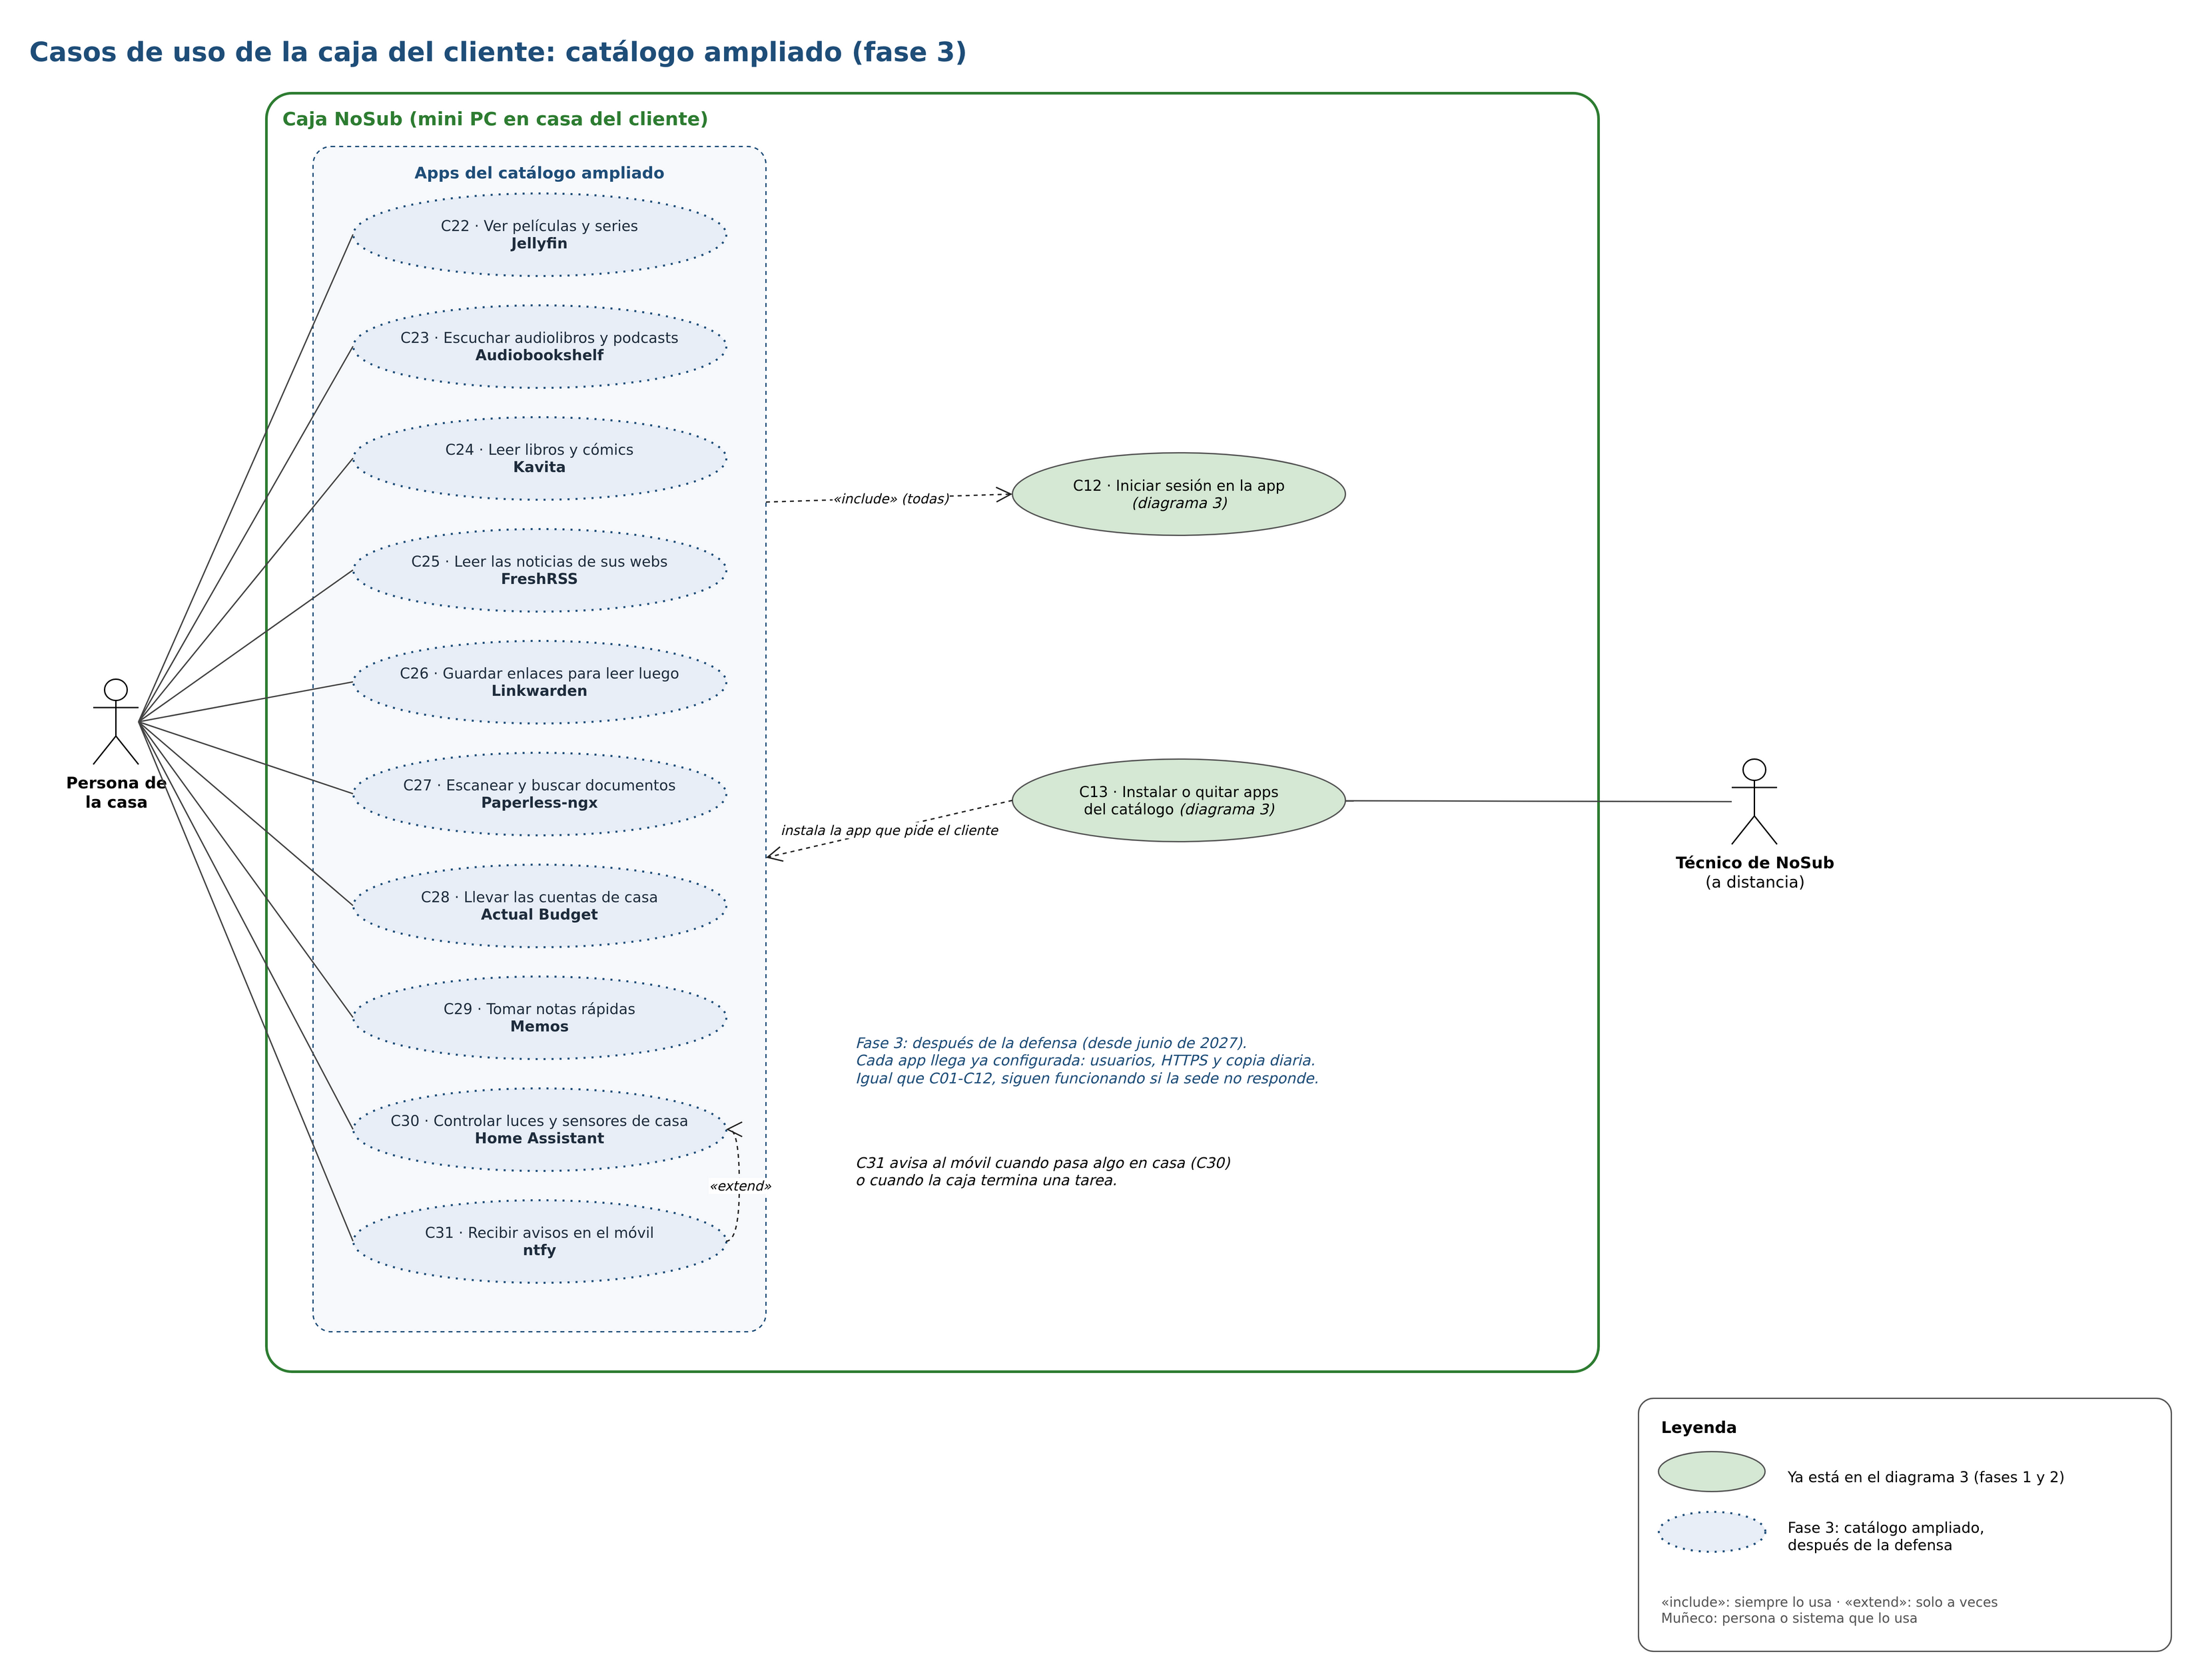 Casos de uso de la caja del cliente: catálogo ampliado (fase 3)
Caja NoSub (mini PC en casa del cliente)
Apps del catálogo ampliado
C22 · Ver películas y series
Jellyfin
C23 · Escuchar audiolibros y podcasts
Audiobookshelf
C24 · Leer libros y cómics
Kavita
C25 · Leer las noticias de sus webs
FreshRSS
C26 · Guardar enlaces para leer luego
Linkwarden
C27 · Escanear y buscar documentos
Paperless-ngx
C28 · Llevar las cuentas de casa
Actual Budget
C29 · Tomar notas rápidas
Memos
C30 · Controlar luces y sensores de casa
Home Assistant
«extend»
C31 · Recibir avisos en el móvil
ntfy
Persona de
la casa
«include» (todas)
C12 · Iniciar sesión en la app
(diagrama 3)
instala la app que pide el cliente
C13 · Instalar o quitar apps
del catálogo (diagrama 3)
Técnico de NoSub
(a distancia)
Fase 3: después de la defensa (desde junio de 2027).
Cada app llega ya configurada: usuarios, HTTPS y copia diaria.
Igual que C01-C12, siguen funcionando si la sede no responde.
C31 avisa al móvil cuando pasa algo en casa (C30)
o cuando la caja termina una tarea.
Leyenda
Ya está en el diagrama 3 (fases 1 y 2)
Fase 3: catálogo ampliado,
después de la defensa
«include»: siempre lo usa · «extend»: solo a veces
Muñeco: persona o sistema que lo usa